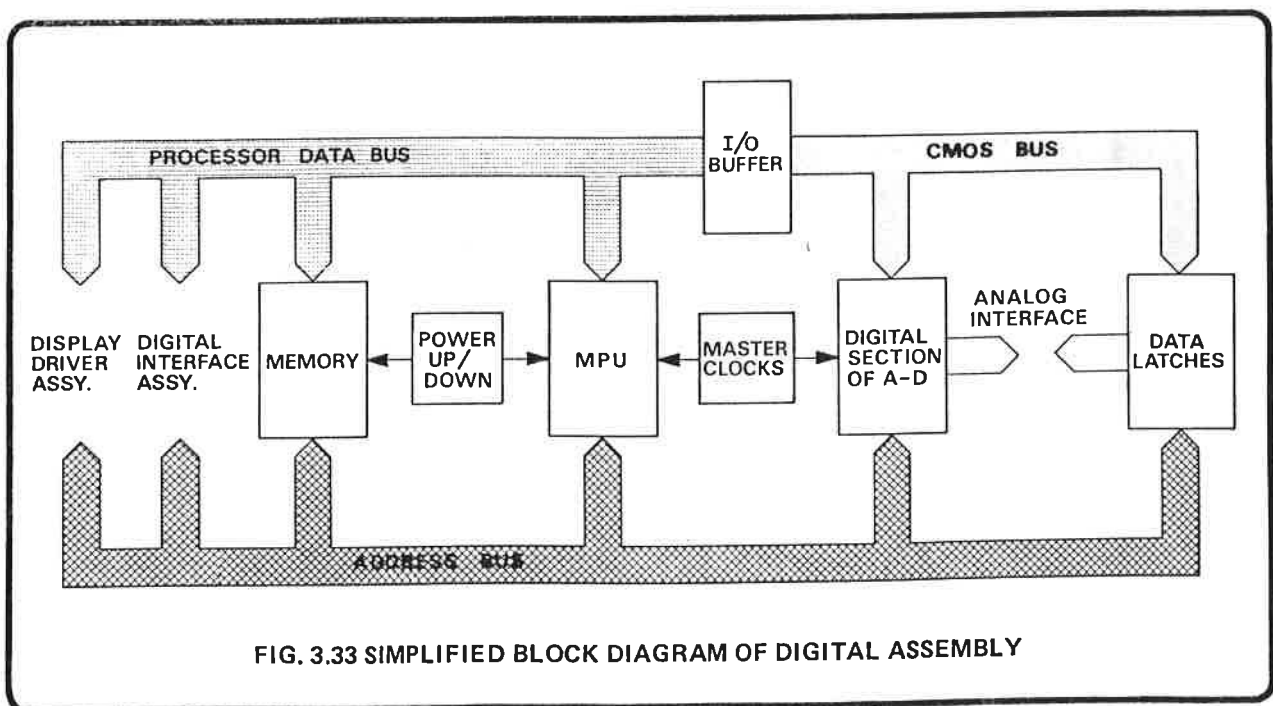 I/O
BUFFER
PROCESSOR DATA BUS
CMOS BUS
DISPLAY
DRIVER
ASSY.
DIGITAL
INTERFACE
ASSY.
MEMORY
POWER
UP/
DOWN
MPU
MASTER
CLOCKS
DIGITAL
SECTION
OF A-D
ANALOG
INTERFACE
DATA
LATCHES
ADDRESS BUS
FIG. 3.33 SIMPLIFIED BLOCK DIAGRAM OF DIGITAL ASSEMBLY